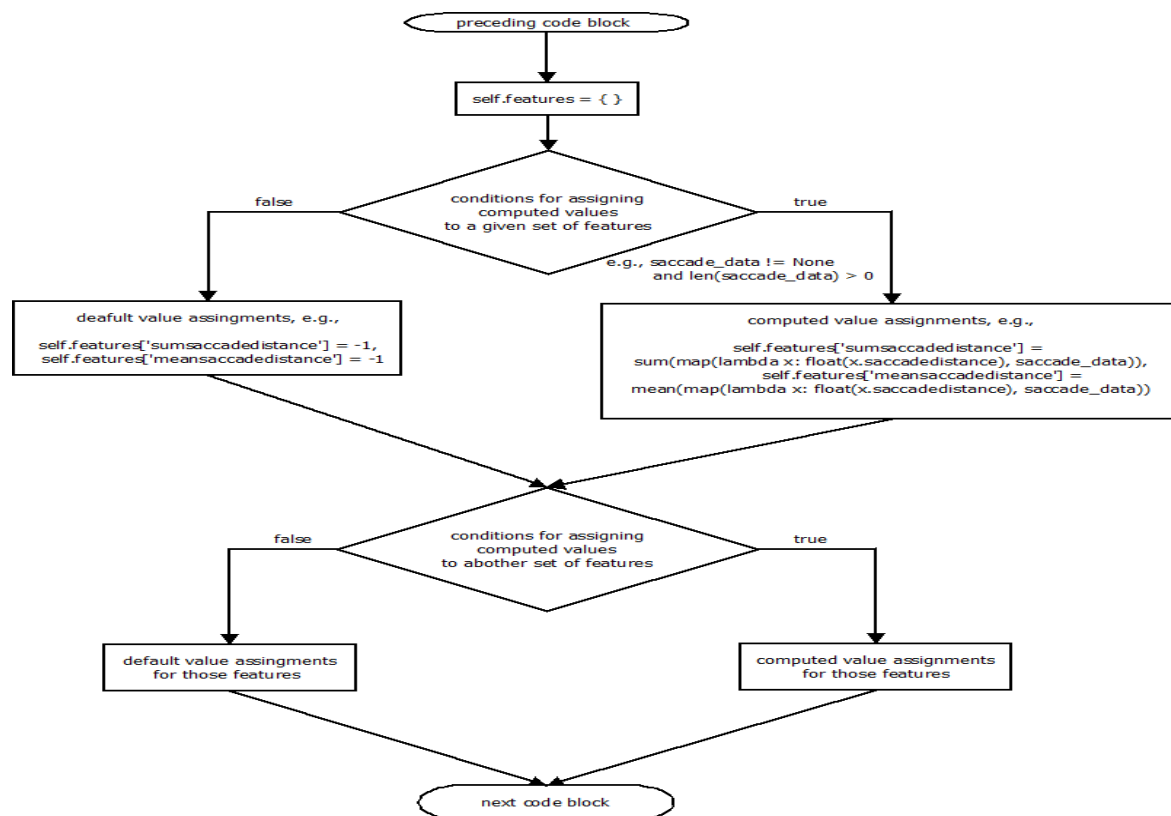 preceding code block
self.features = { }
conditions for assigning
computed values
to a given set of features
false
true
e.g., saccade_data != None
and len(saccade_data) > 0
deafult value assingments, e.g.,
self.features['sumsaccadedistance'] = -1,
self.features['meansaccadedistance'] = -1
computed value assignments, e.g.,
self.features['sumsaccadedistance'] =
sum(map(lambda x: float(x.saccadedistance), saccade_data)),
self.features['meansaccadedistance'] =
mean(map(lambda x: float(x.saccadedistance), saccade_data))
conditions for assigning
computed values
to abother set of features
false
true
default value assingments
for those features
computed value assignments
for those features
next code block